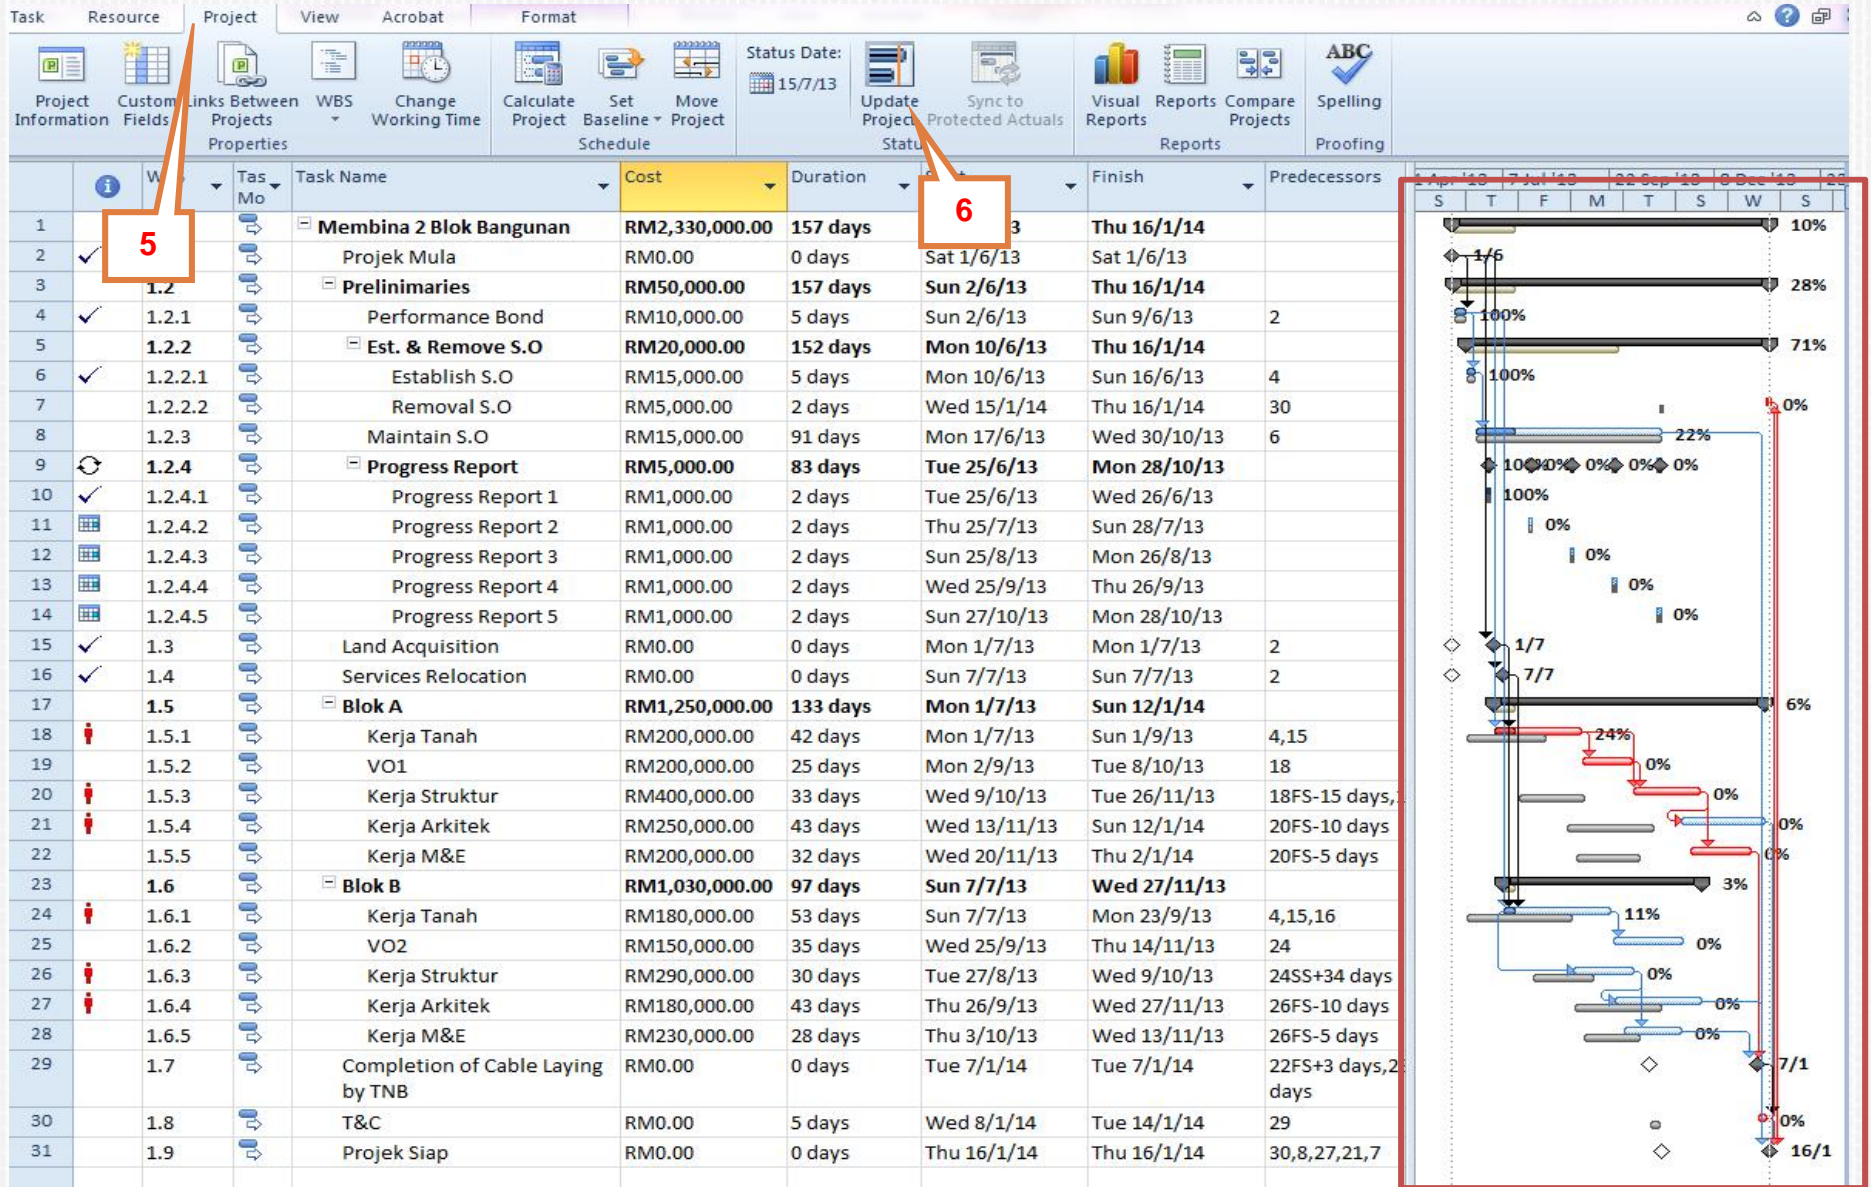 Task Resource Project View Acrobat Format
Project Information
Custom Fields
Links Between Projects
WBS
Change Working Time
Properties
Calculate Project
Set Baseline
Move Project
Schedule
Status Date:
15/7/13
Update Project
Sync to Protected Actuals
Visual Reports
Reports
Compare Projects
Reports
ABC
Spelling
Proofing
5
6
Tas Mo Task Name Cost Duration Finish Predecessors
7 Jul '13 22 Sep '13 8 Dec '13
S T F M T S W S
1 Membina 2 Blok Bangunan RM2,330,000.00 157 days Thu 16/1/14 10%
2 Projek Mula RM0.00 0 days Sat 1/6/13 Sat 1/6/13 1/6
3 1.2 Prelinimaries RM50,000.00 157 days Sun 2/6/13 Thu 16/1/14 28%
4 1.2.1 Performance Bond RM10,000.00 5 days Sun 2/6/13 Sun 9/6/13 2 100%
5 1.2.2 Est. & Remove S.O RM20,000.00 152 days Mon 10/6/13 Thu 16/1/14 71%
6 1.2.2.1 Establish S.O RM15,000.00 5 days Mon 10/6/13 Sun 16/6/13 4 100%
7 1.2.2.2 Removal S.O RM5,000.00 2 days Wed 15/1/14 Thu 16/1/14 30 0%
8 1.2.3 Maintain S.O RM15,000.00 91 days Mon 17/6/13 Wed 30/10/13 6 22%
9 1.2.4 Progress Report RM5,000.00 83 days Tue 25/6/13 Mon 28/10/13 0% 0% 0% 0%
10 1.2.4.1 Progress Report 1 RM1,000.00 2 days Tue 25/6/13 Wed 26/6/13 100%
11 1.2.4.2 Progress Report 2 RM1,000.00 2 days Thu 25/7/13 Sun 28/7/13 0%
12 1.2.4.3 Progress Report 3 RM1,000.00 2 days Sun 25/8/13 Mon 26/8/13 0%
13 1.2.4.4 Progress Report 4 RM1,000.00 2 days Wed 25/9/13 Thu 26/9/13 0%
14 1.2.4.5 Progress Report 5 RM1,000.00 2 days Sun 27/10/13 Mon 28/10/13 0%
15 1.3 Land Acquisition RM0.00 0 days Mon 1/7/13 Mon 1/7/13 2 1/7
16 1.4 Services Relocation RM0.00 0 days Sun 7/7/13 Sun 7/7/13 2 7/7
17 1.5 Blok A RM1,250,000.00 133 days Mon 1/7/13 Sun 12/1/14 6%
18 1.5.1 Kerja Tanah RM200,000.00 42 days Mon 1/7/13 Sun 1/9/13 4,15 24%
19 1.5.2 VO1 RM200,000.00 25 days Mon 2/9/13 Tue 8/10/13 18 0%
20 1.5.3 Kerja Struktur RM400,000.00 33 days Wed 9/10/13 Tue 26/11/13 18FS-15 days, 0%
21 1.5.4 Kerja Arkitek RM250,000.00 43 days Wed 13/11/13 Sun 12/1/14 20FS-10 days 0%
22 1.5.5 Kerja M&E RM200,000.00 32 days Wed 20/11/13 Thu 2/1/14 20FS-5 days 0%
23 1.6 Blok B RM1,030,000.00 97 days Sun 7/7/13 Wed 27/11/13 3%
24 1.6.1 Kerja Tanah RM180,000.00 53 days Sun 7/7/13 Mon 23/9/13 4,15,16 11%
25 1.6.2 VO2 RM150,000.00 35 days Wed 25/9/13 Thu 14/11/13 24 0%
26 1.6.3 Kerja Struktur RM290,000.00 30 days Tue 27/8/13 Wed 9/10/13 24SS+34 days 0%
27 1.6.4 Kerja Arkitek RM180,000.00 43 days Thu 26/9/13 Wed 27/11/13 26FS-10 days 0%
28 1.6.5 Kerja M&E RM230,000.00 28 days Thu 3/10/13 Wed 13/11/13 26FS-5 days 0%
29 1.7 Completion of Cable Laying RM0.00 0 days Tue 7/1/14 Tue 7/1/14 22FS+3 days,2 7/1
by TNB days
30 1.8 T&C RM0.00 5 days Wed 8/1/14 Tue 14/1/14 29 0%
31 1.9 Projek Siap RM0.00 0 days Thu 16/1/14 Thu 16/1/14 30,8,27,21,7 16/1